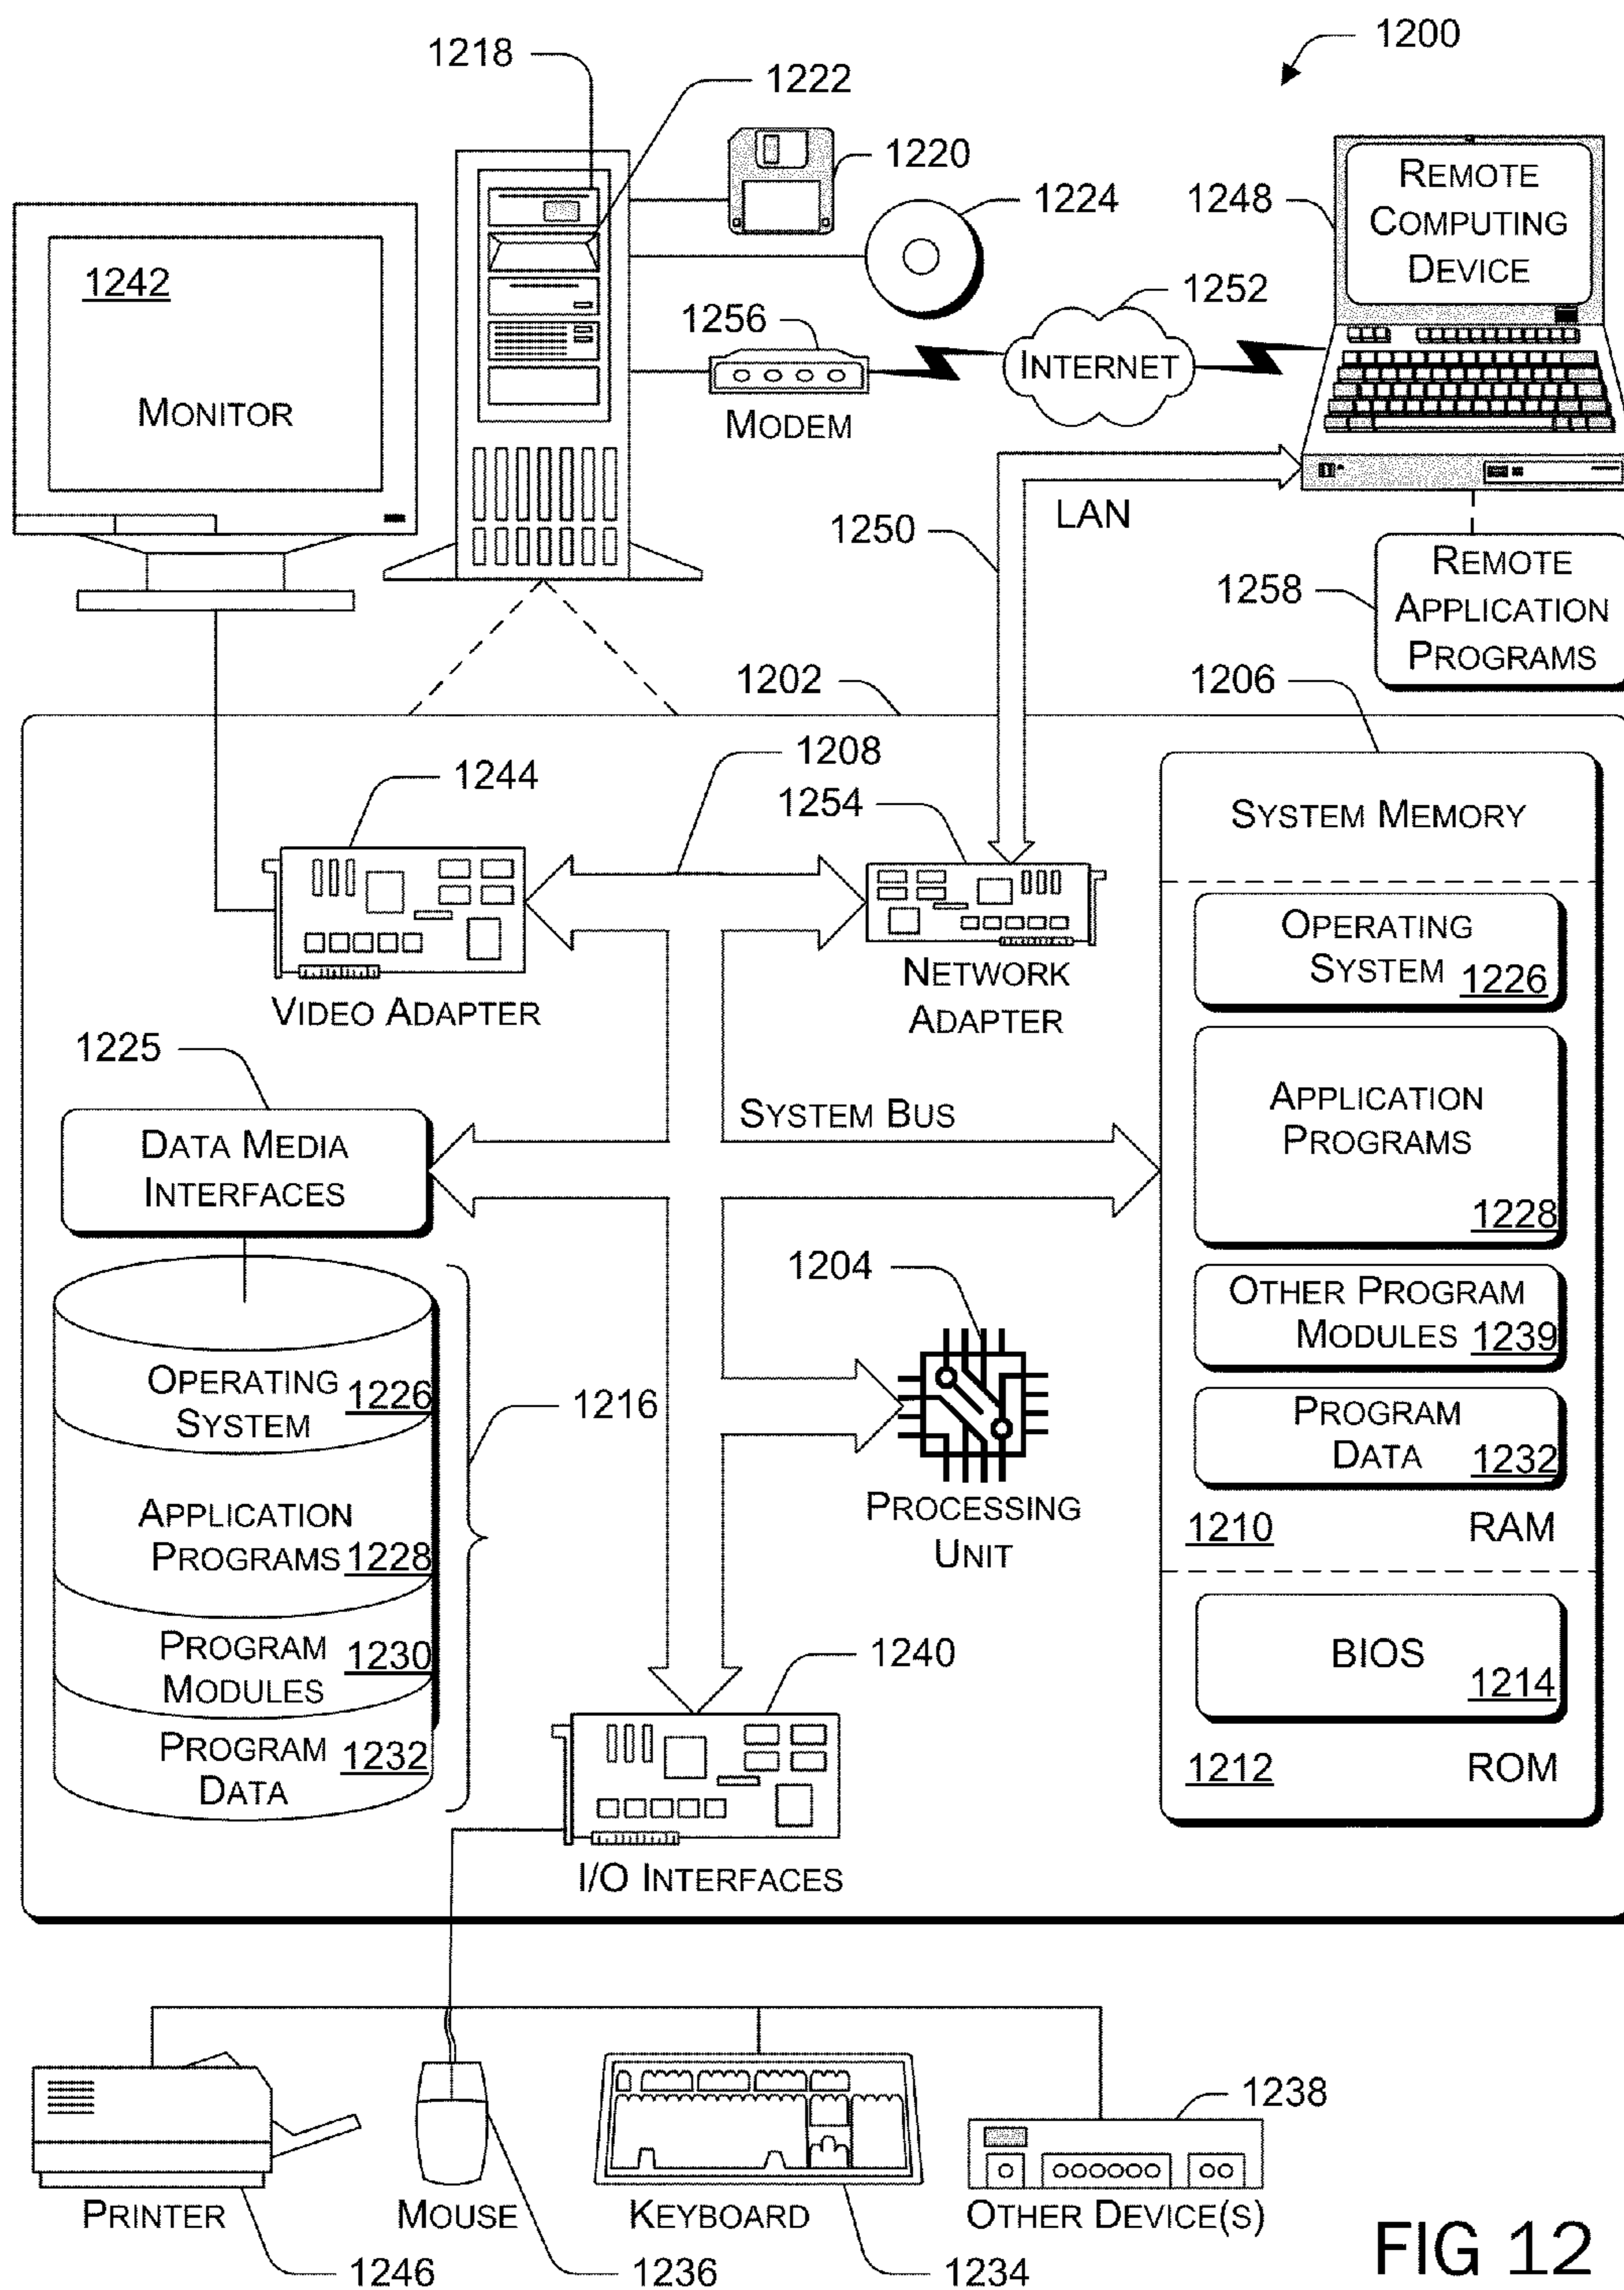 1200
1218
1222
1220
1224
1248
REMOTE
COMPUTING
DEVICE
1242
MONITOR
1256
MODEM
1252
INTERNET
LAN
1250
1258
REMOTE
APPLICATION
PROGRAMS
1202
1206
1208
1244
1254
VIDEO ADAPTER
NETWORK
ADAPTER
SYSTEM MEMORY
OPERATING
SYSTEM 1226
APPLICATION
PROGRAMS
1228
OTHER PROGRAM
MODULES 1239
PROGRAM
DATA 1232
1210 RAM
BIOS
1214
1212 ROM
1225
DATA MEDIA
INTERFACES
SYSTEM BUS
1204
PROCESSING
UNIT
OPERATING
SYSTEM 1226
APPLICATION
PROGRAMS 1228
PROGRAM
MODULES 1230
PROGRAM
DATA 1232
1216
1240
I/O INTERFACES
PRINTER
1246
MOUSE
1236
KEYBOARD
1234
1238
OTHER DEVICE(S)
FIG 12